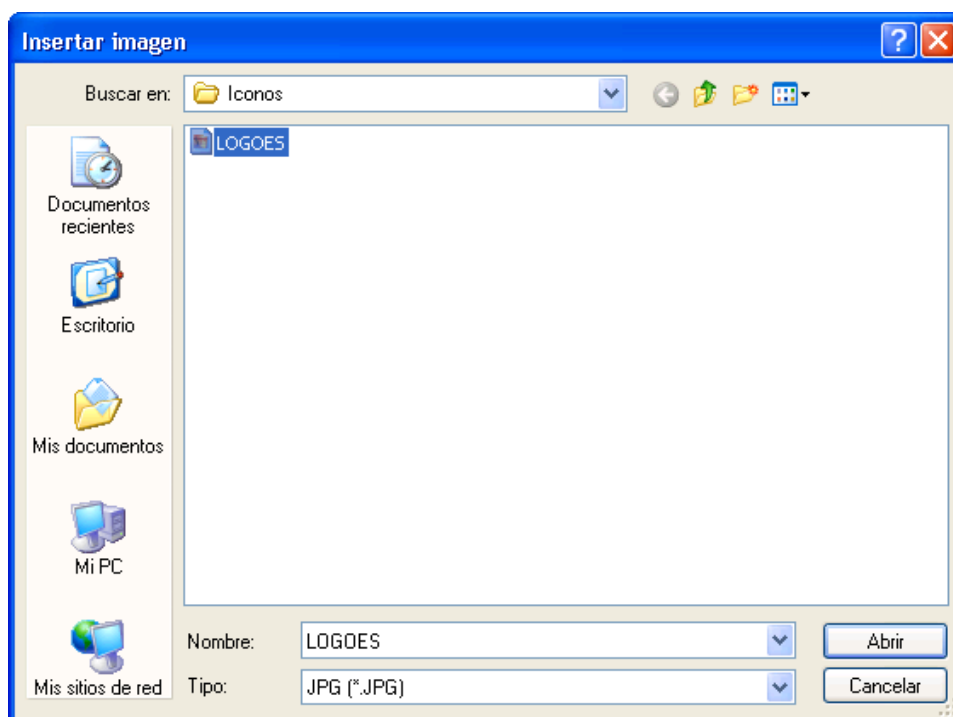 Insertar imagen
Buscar en:
Iconos
LOGOES
Documentos
recientes
Escritorio
Mis documentos
Mi PC
Mis sitios de red
Nombre:
LOGOES
Abrir
Tipo:
JPG (*.JPG)
Cancelar